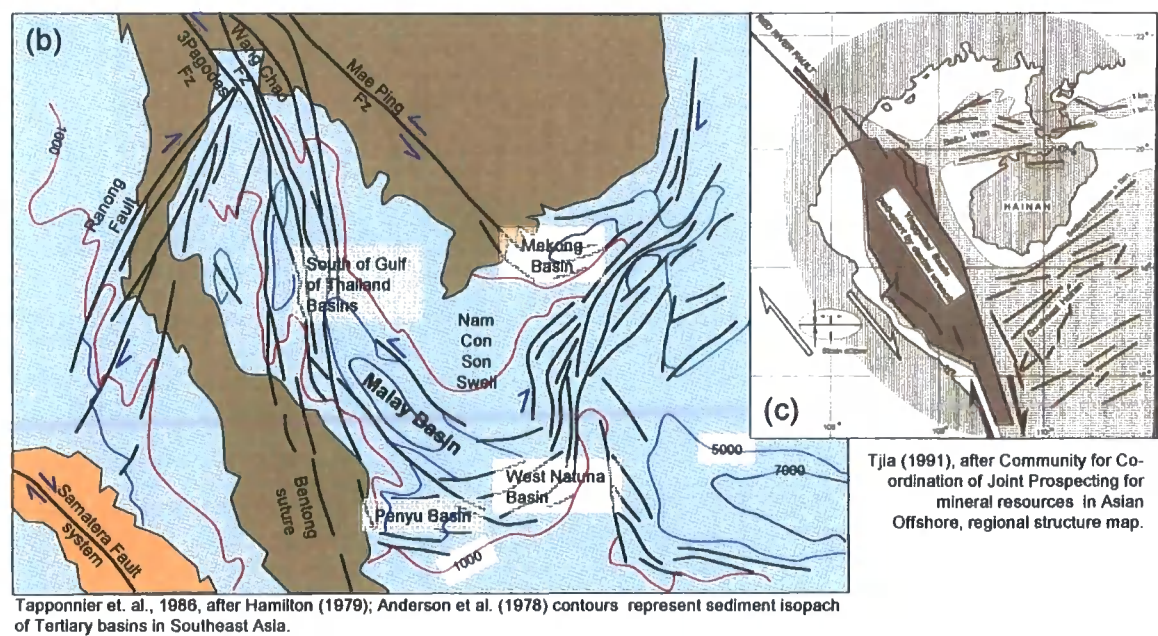 (b)
3Pagodas
Fz
Wang Chao
Fz
Mae Ping
Fz
1000
Ranong
Fault
South of Gulf
of Thailand
Basins
Mekong
Basin
Nam
Con
Son
Swell
Malay Basin
West Natuna
Basin
Penyu Basin
5000
7000
1000
Bentong
suture
Samatera Fault
system
Tapponnier et. al., 1986, after Hamilton (1979); Anderson et al. (1978) contours represent sediment isopach
of Tertiary basins in Southeast Asia.
(c)
RED RIVER FAULT
HAINAN
Tjia (1991), after Community for Co-
ordination of Joint Prospecting for
mineral resources in Asian
Offshore, regional structure map.